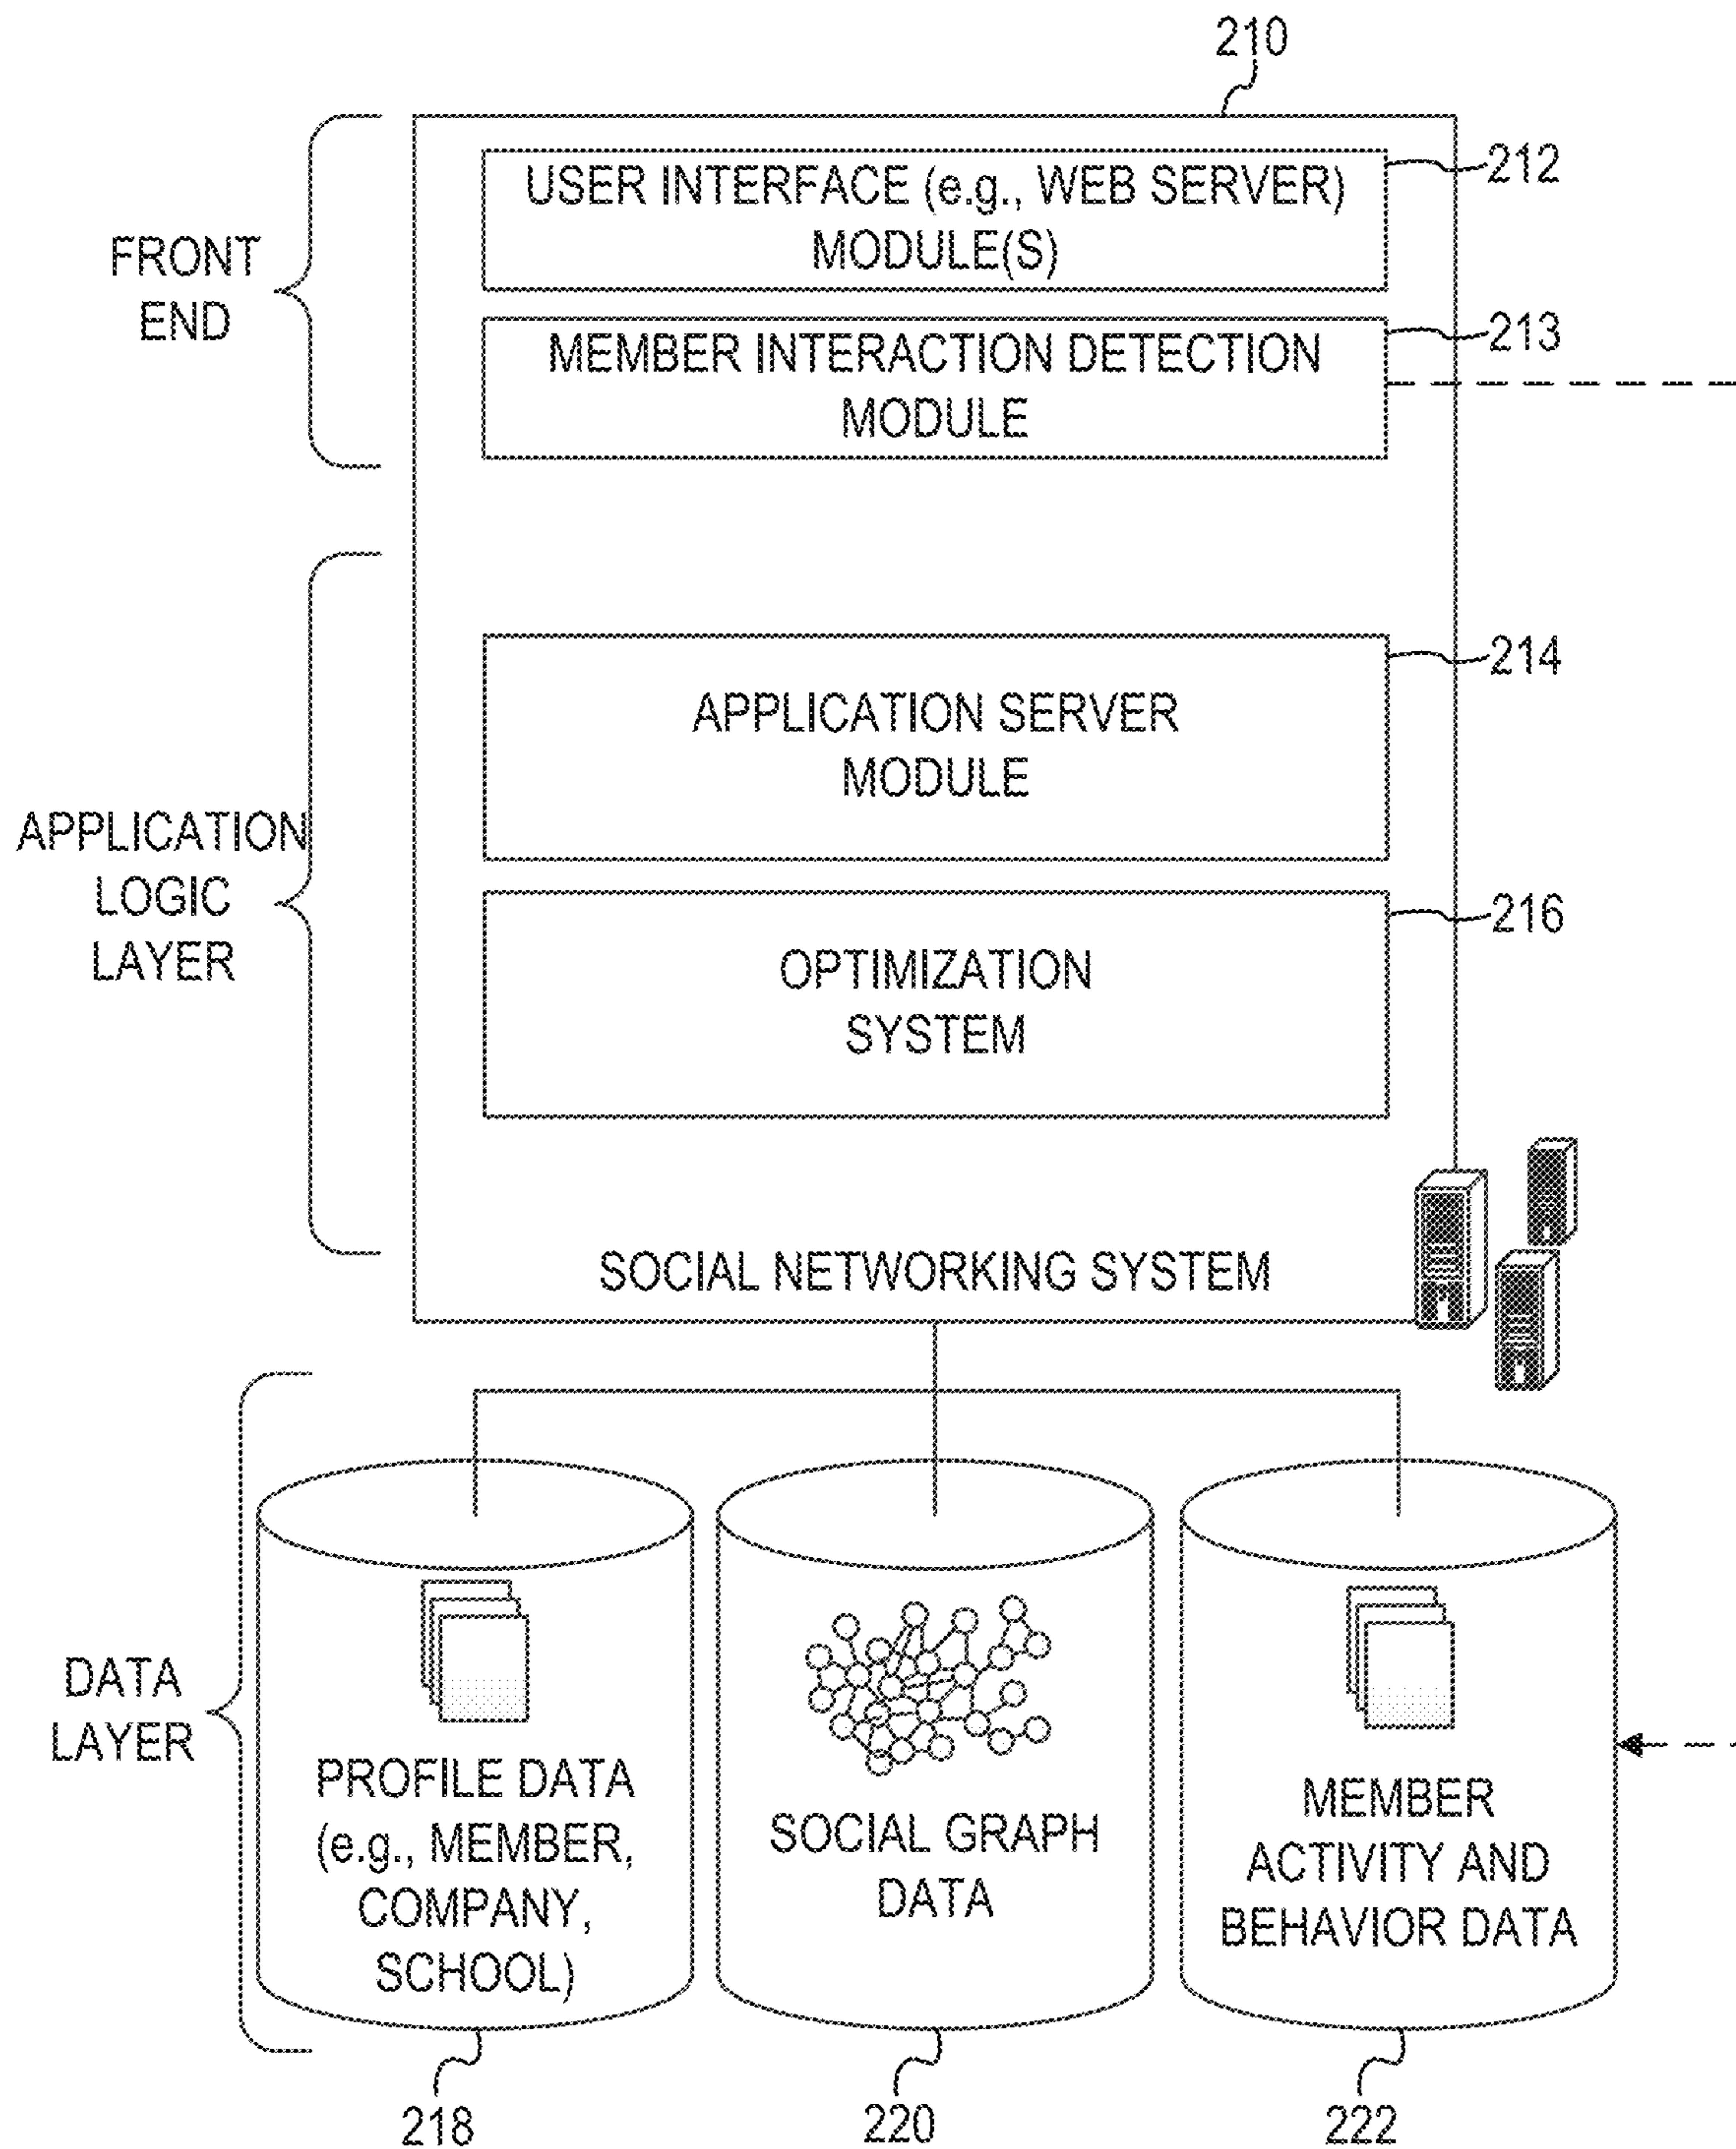 210
USER INTERFACE (e.g., WEB SERVER)
MODULE(S)
212
FRONT
END
MEMBER INTERACTION DETECTION
MODULE
213
APPLICATION SERVER
MODULE
214
APPLICATION
LOGIC
LAYER
OPTIMIZATION
SYSTEM
216
SOCIAL NETWORKING SYSTEM
DATA
LAYER
PROFILE DATA
(e.g., MEMBER,
COMPANY,
SCHOOL)
SOCIAL GRAPH
DATA
MEMBER
ACTIVITY AND
BEHAVIOR DATA
218
220
222